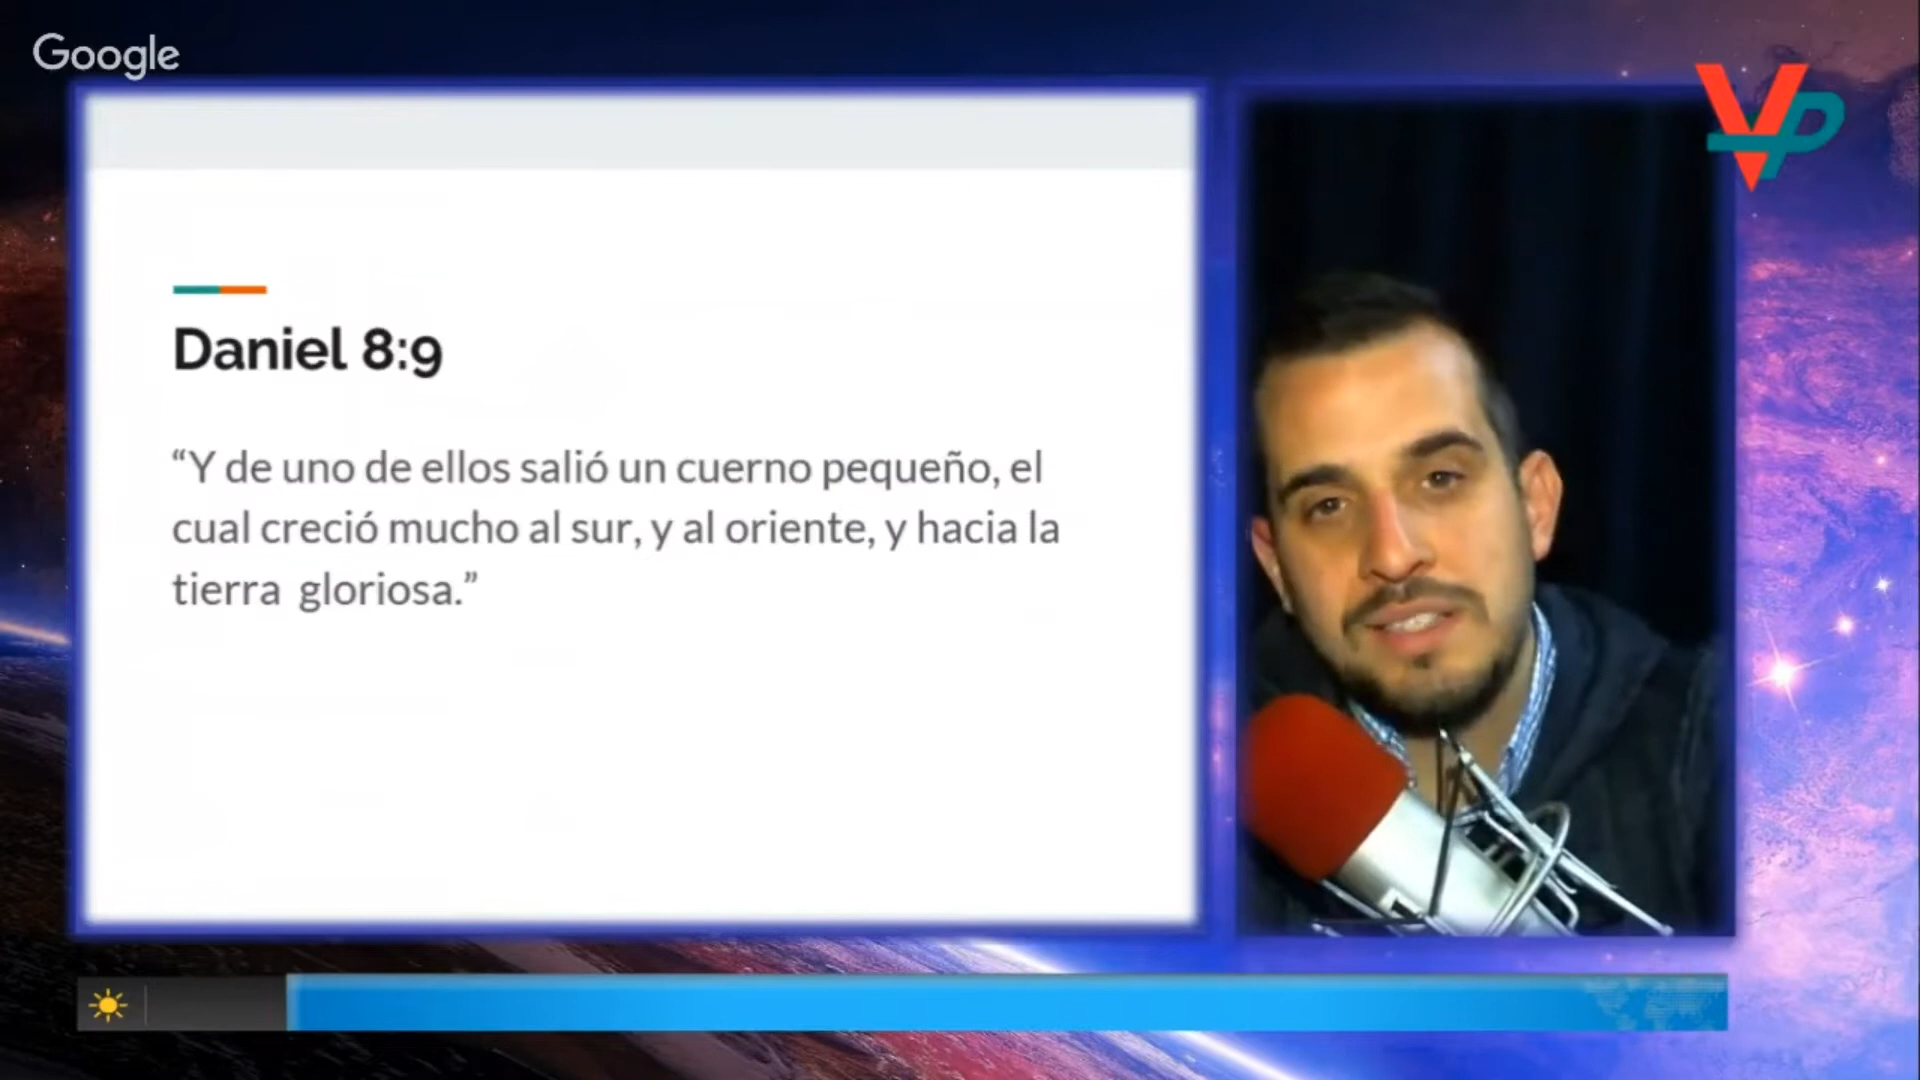 Google
VP
Daniel 8:9
“Y de uno de ellos salió un cuerno pequeño, el
cual creció mucho al sur, y al oriente, y hacia la
tierra  gloriosa.”